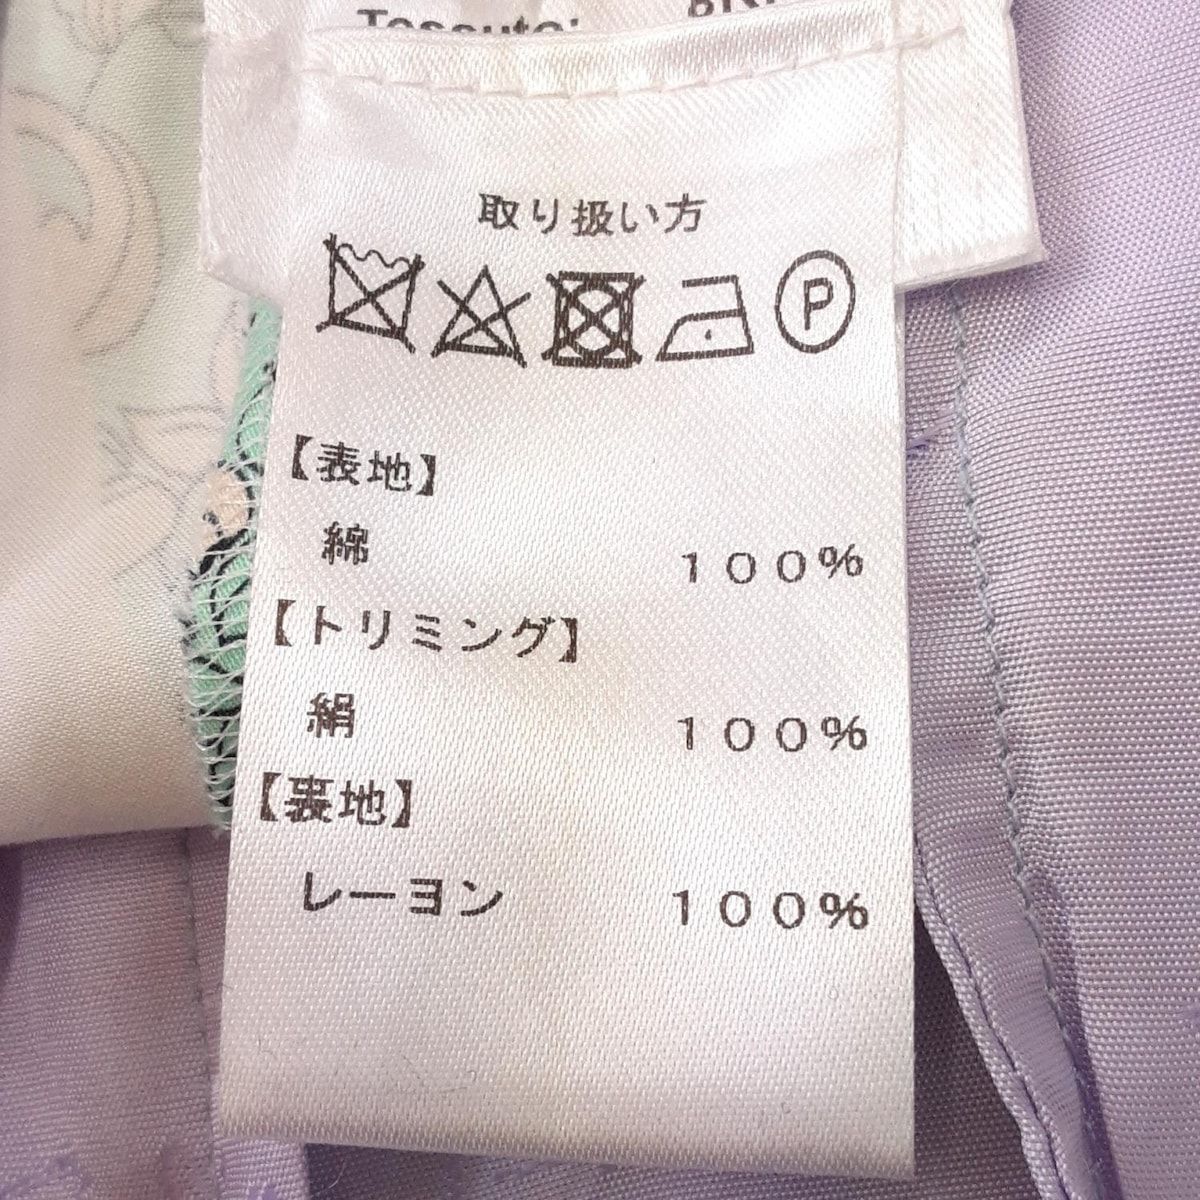 Tessuto:
取り扱い方
P
【表地】
綿 100%
【トリミング】
絹 100%
【裏地】
レーヨン 100%